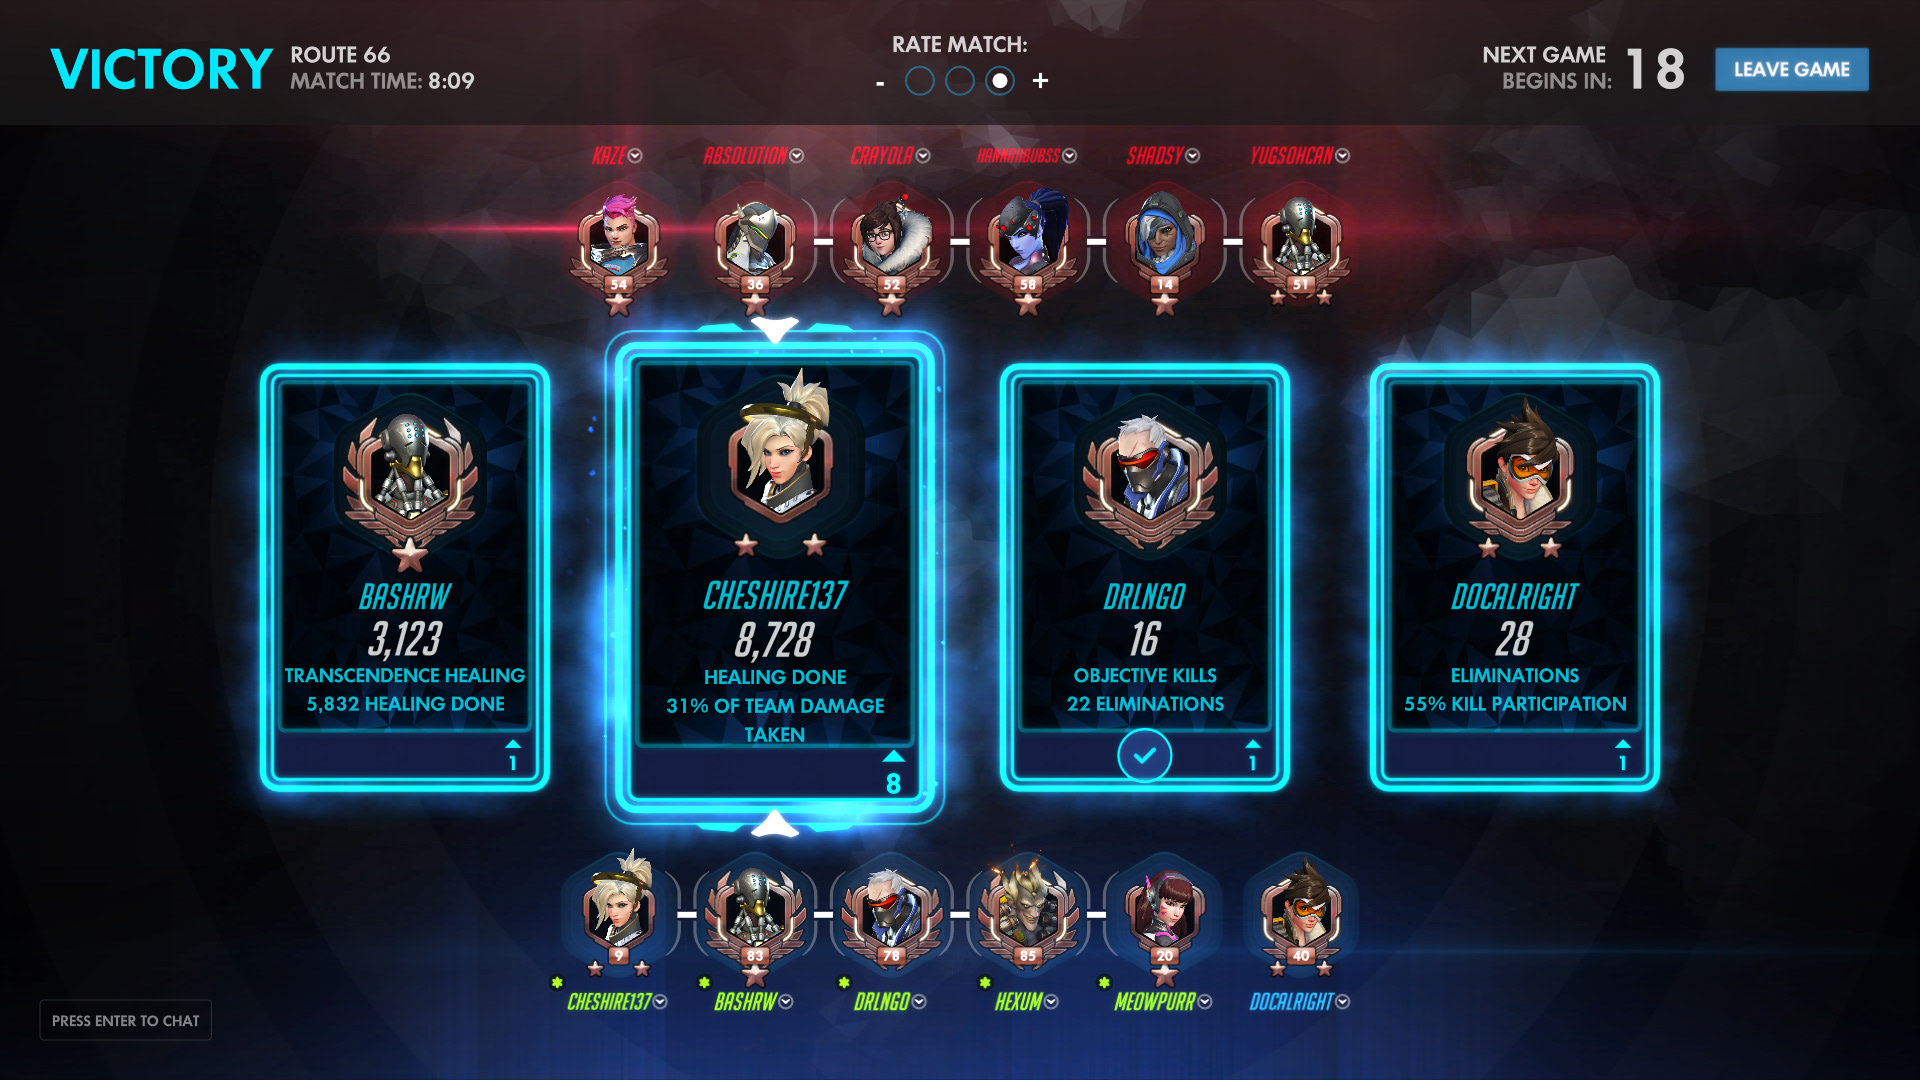 VICTORY
ROUTE 66
MATCH TIME: 8:09
RATE MATCH:
- +
NEXT GAME
BEGINS IN: 18
LEAVE GAME
KAZE ABSOLUTION CRAYOLA HANNAHBUBSS SHADSY YUGSOHCAN
54 36 52 58 14 51
BASHRW
3,123
TRANSCENDENCE HEALING
5,832 HEALING DONE
1
CHESHIRE137
8,728
HEALING DONE
31% OF TEAM DAMAGE
TAKEN
8
DRLNGO
16
OBJECTIVE KILLS
22 ELIMINATIONS
1
DOCALRIGHT
28
ELIMINATIONS
55% KILL PARTICIPATION
1
9 83 78 85 20 40
CHESHIRE137 BASHRW DRLNGO HEXUM MEOWPURR DOCALRIGHT
PRESS ENTER TO CHAT